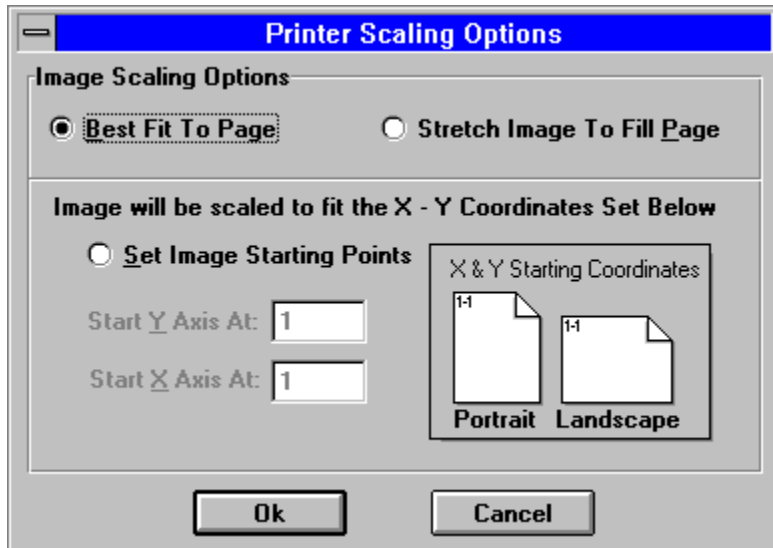 Printer Scaling Options
Image Scaling Options
Best Fit To Page
Stretch Image To Fill Page
Image will be scaled to fit the X - Y Coordinates Set Below
Set Image Starting Points
X & Y Starting Coordinates
Start Y Axis At: 1
Start X Axis At: 1
1-1
1-1
Portrait
Landscape
Ok
Cancel